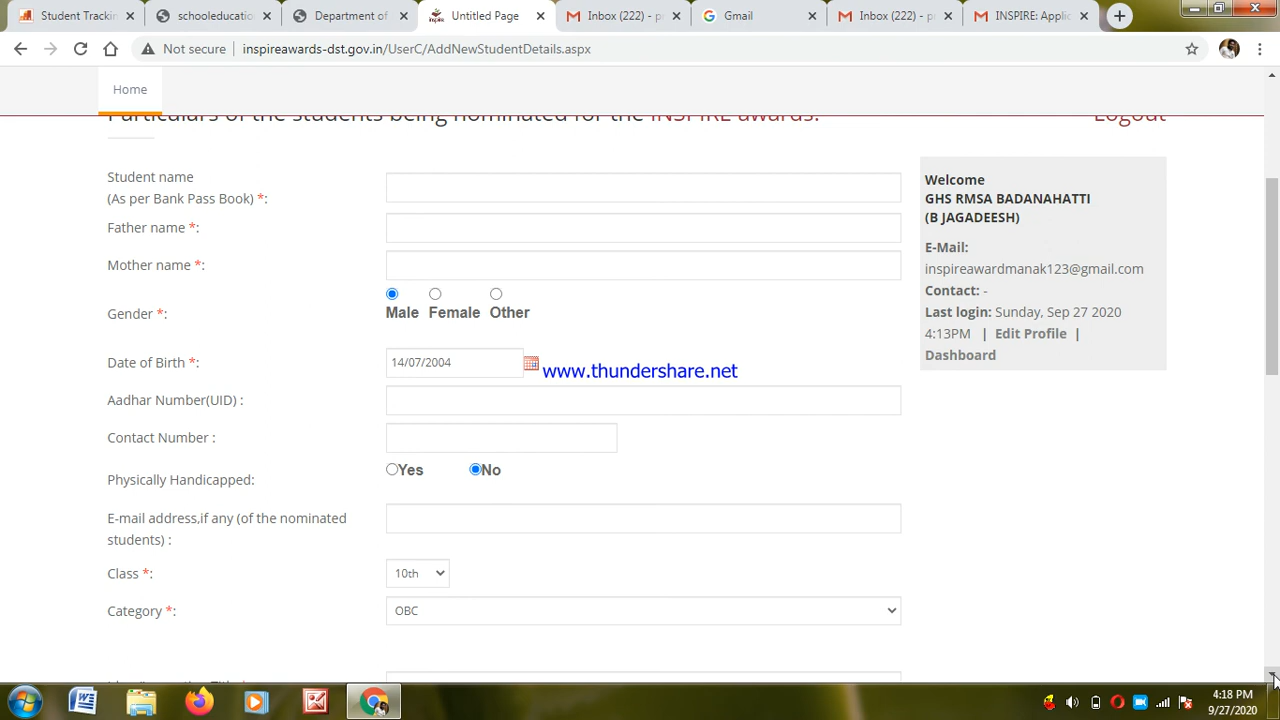 Student Trackin
schooleducatio
Department of
Untitled Page
Inbox (222) - p
Gmail
Inbox (222) - p
INSPIRE: Applic
Not secure
inspireawards-dst.gov.in/UserC/AddNewStudentDetails.aspx
Home
Particulars of the students being nominated for the INSPIRE awards.
Logout
Student name
(As per Bank Pass Book) *:
Father name *:
Mother name *:
Gender *:
Male Female Other
Date of Birth *:
14/07/2004
www.thundershare.net
Aadhar Number(UID) :
Contact Number :
Physically Handicapped:
Yes No
E-mail address,if any (of the nominated
students) :
Class *:
10th
Category *:
OBC
Welcome
GHS RMSA BADANAHATTI
(B JAGADEESH)
E-Mail:
inspireawardmanak123@gmail.com
Contact: -
Last login: Sunday, Sep 27 2020
4:13PM | Edit Profile |
Dashboard
4:18 PM
9/27/2020